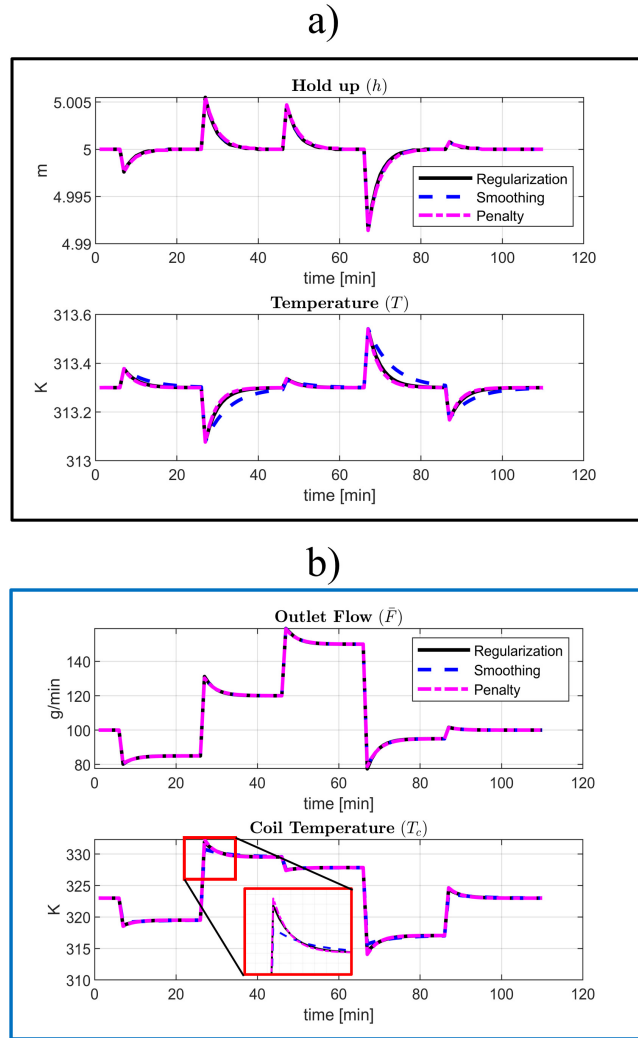 a)
Hold up (h)
5.005
5
4.995
4.99
m
Regularization
Smoothing
Penalty
0 20 40 60 80 100 120
time [min]
Temperature (T)
313.6
313.4
313.2
313
K
0 20 40 60 80 100 120
time [min]
b)
Outlet Flow (F̄)
140
120
100
80
g/min
Regularization
Smoothing
Penalty
0 20 40 60 80 100 120
time [min]
Coil Temperature (T_c)
330
325
320
315
310
K
0 20 40 60 80 100 120
time [min]